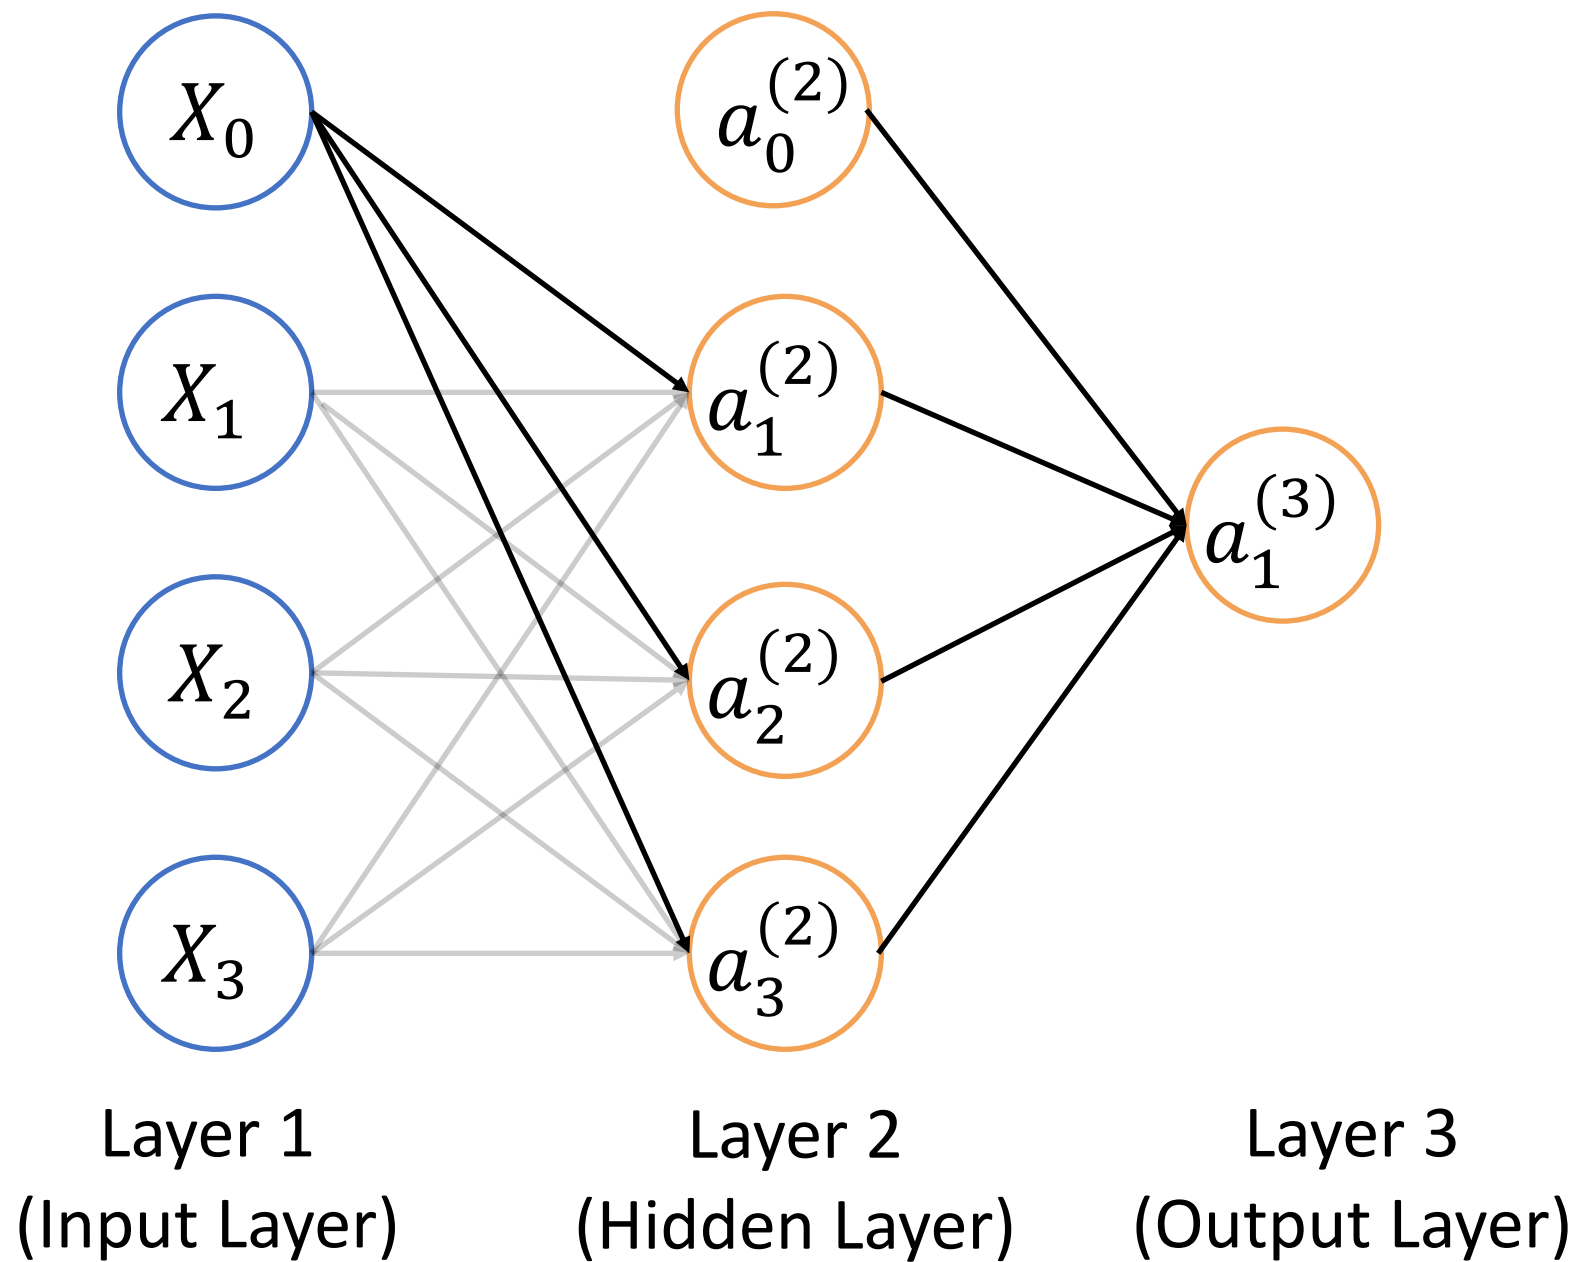 X₀
a₀⁽²⁾
X₁
a₁⁽²⁾
a₁⁽³⁾
X₂
a₂⁽²⁾
X₃
a₃⁽²⁾
Layer 1
(Input Layer)
Layer 2
(Hidden Layer)
Layer 3
(Output Layer)